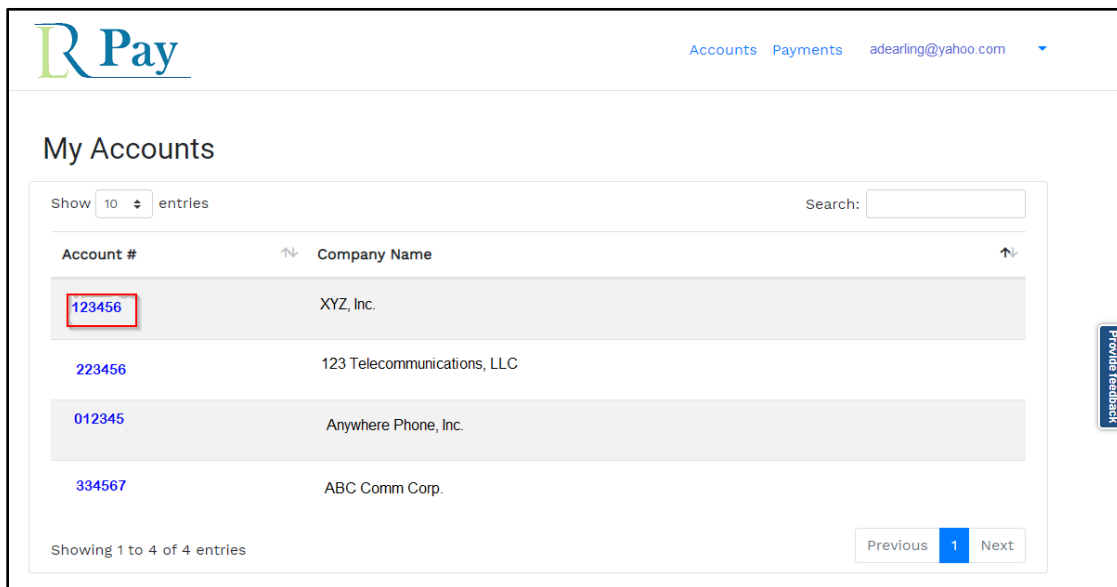 LR Pay
Accounts Payments adearling@yahoo.com
My Accounts
Show 10 entries
Search:
Account # Company Name
123456 XYZ, Inc.
223456 123 Telecommunications, LLC
012345 Anywhere Phone, Inc.
334567 ABC Comm Corp.
Showing 1 to 4 of 4 entries
Previous 1 Next
Provide feedback